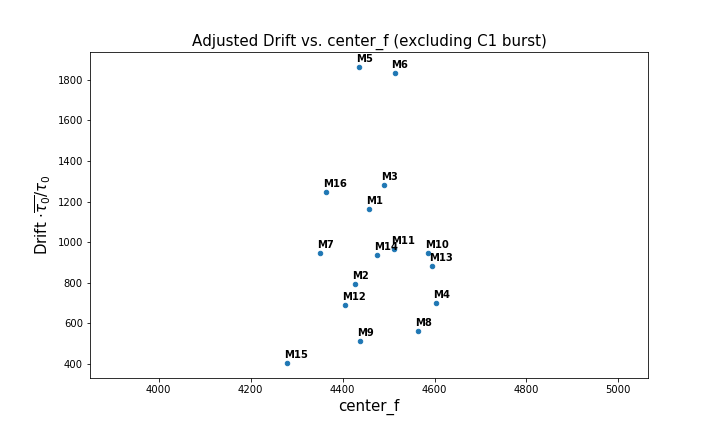 Adjusted Drift vs. center_f (excluding C1 burst)
Drift · τ̅₀/τ₀
1800
1600
1400
1200
1000
800
600
400
M5
M6
M3
M16
M1
M11
M14
M7
M10
M13
M2
M12
M4
M8
M9
M15
4000
4200
4400
4600
4800
5000
center_f